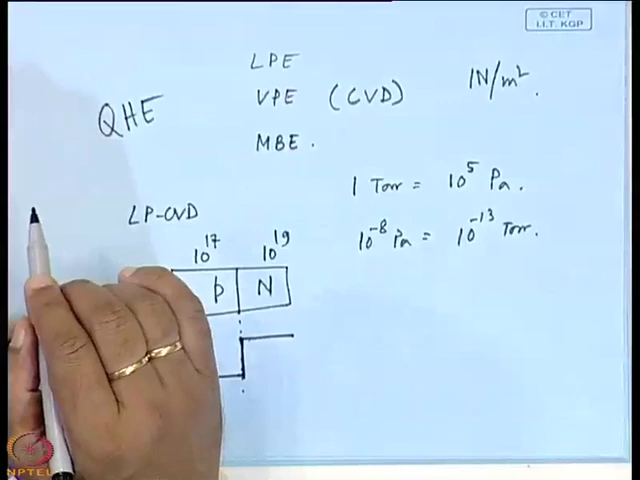 © CET
I.I.T. KGP
LPE
QHE
VPE (CVD)
1N/m²
MBE.
1 Torr = 10⁵ Pa.
LP-CVD
10⁻⁸ Pa = 10⁻¹³ Torr.
10¹⁷ 10¹⁹
p N
NPTEL